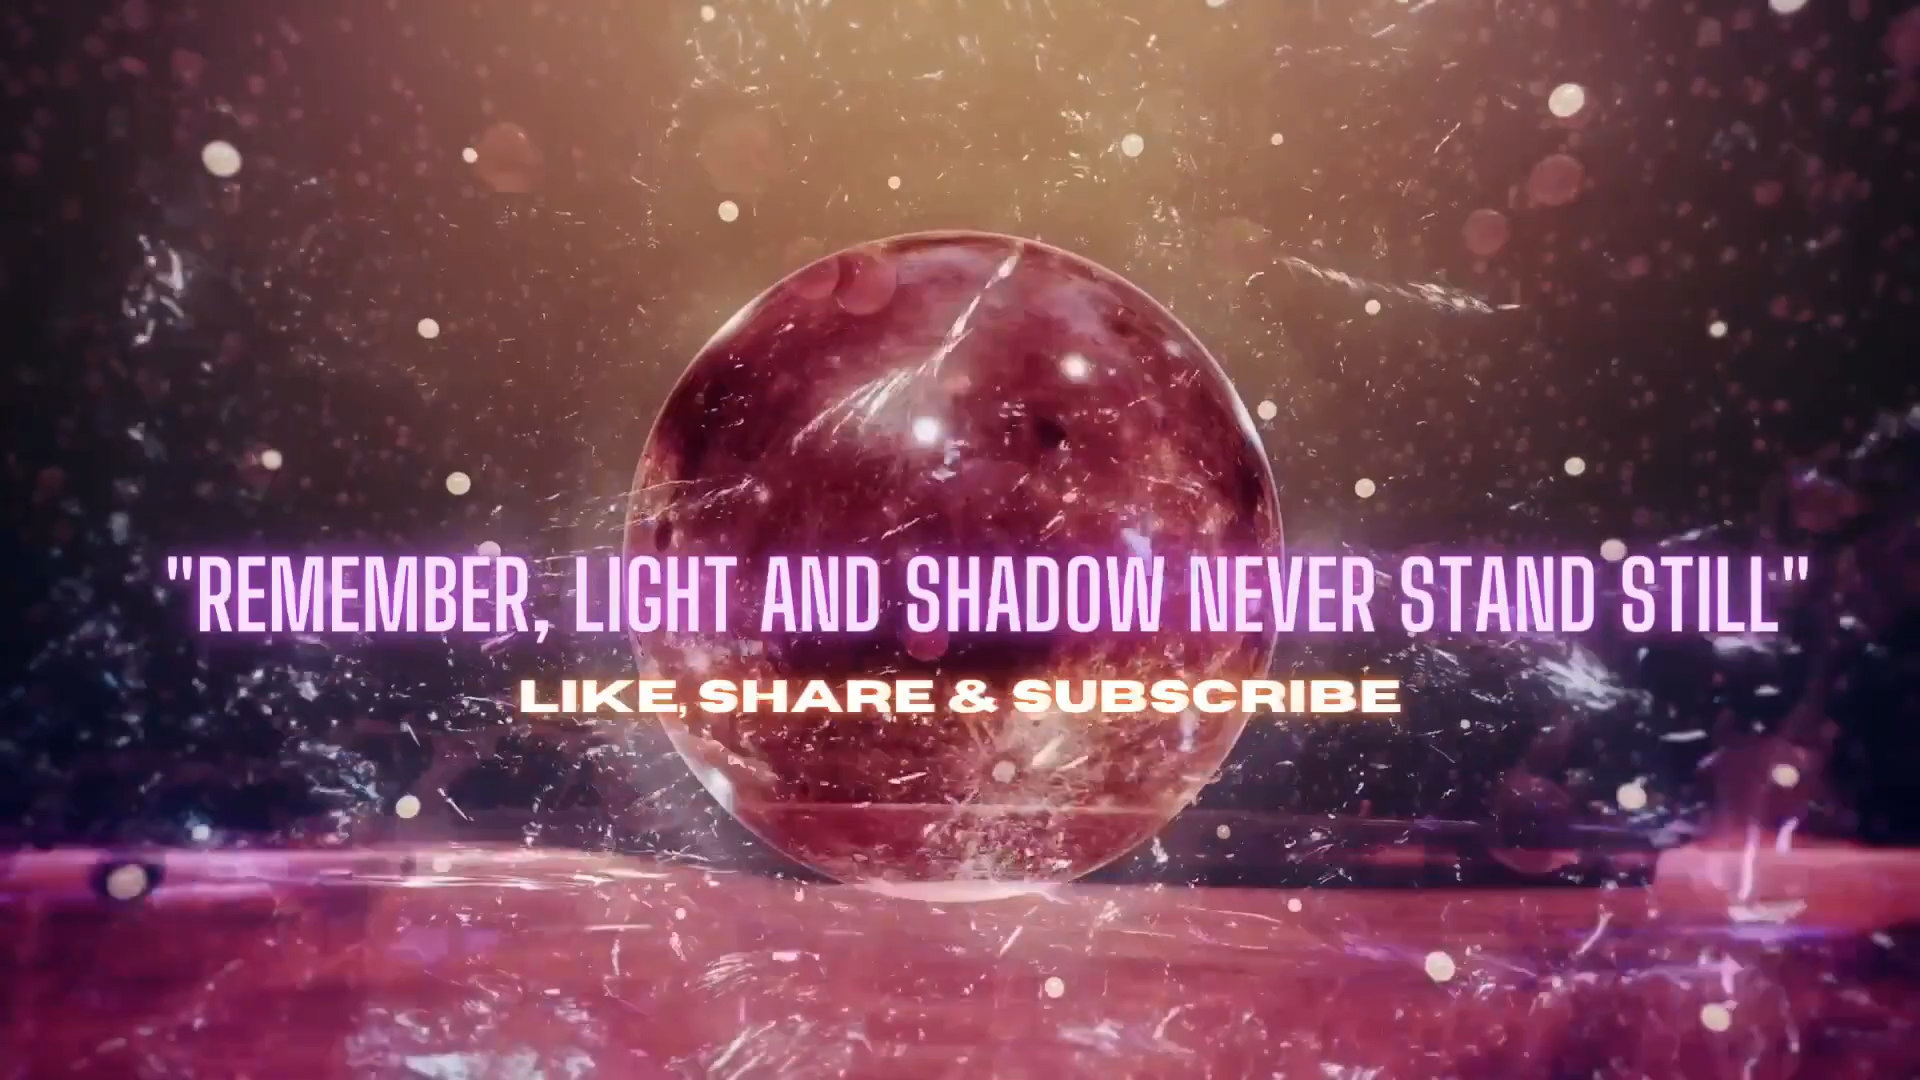 "REMEMBER, LIGHT AND SHADOW NEVER STAND STILL"
LIKE, SHARE & SUBSCRIBE